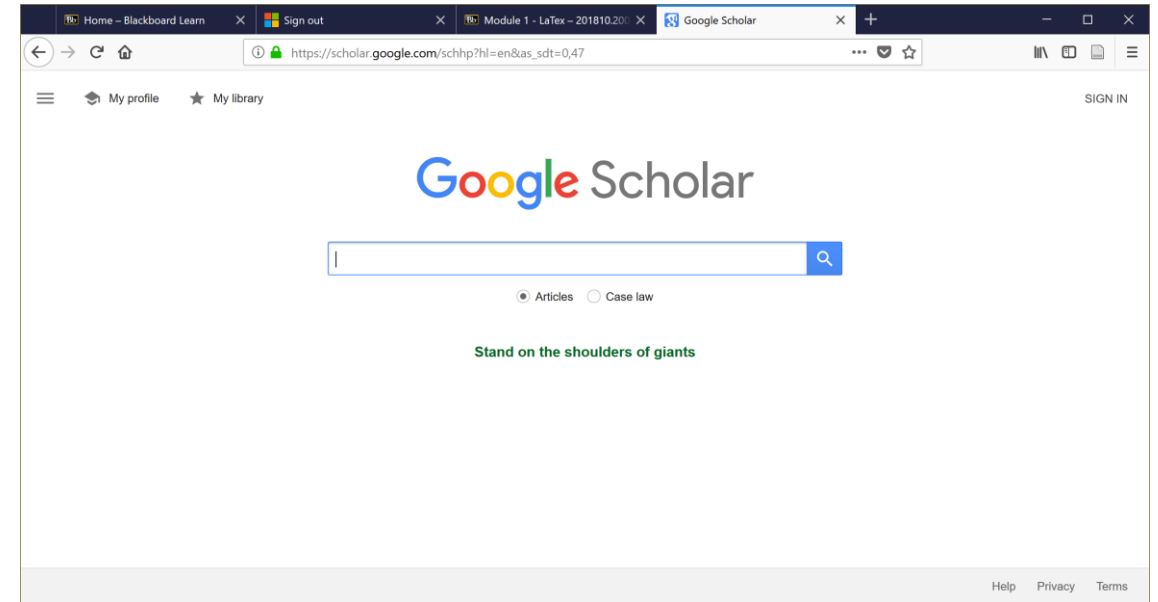 Home – Blackboard Learn
Sign out
Module 1 - LaTex – 201810.200
Google Scholar
https://scholar.google.com/schhp?hl=en&as_sdt=0,47
My profile
My library
SIGN IN
Google Scholar
Articles
Case law
Stand on the shoulders of giants
Help
Privacy
Terms